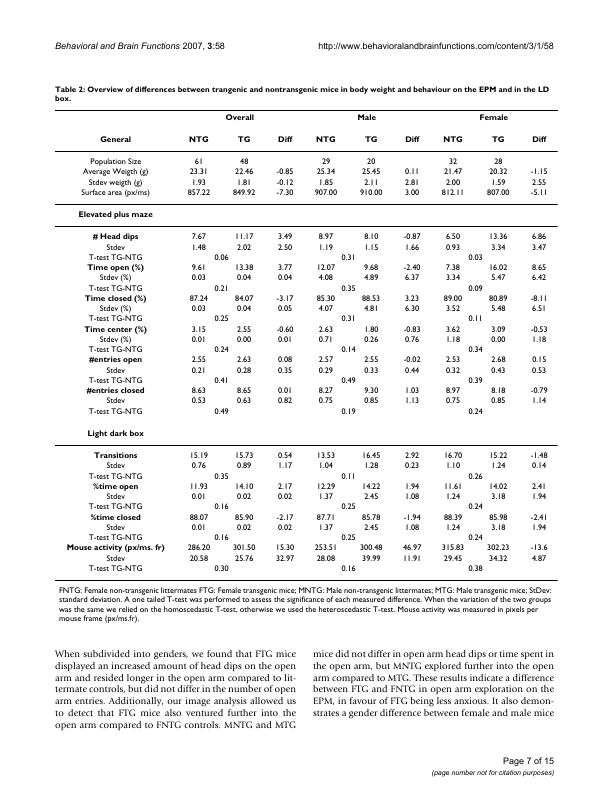 Behavioral and Brain Functions 2007, 3:58 http://www.behavioralandbrainfunctions.com/content/3/1/58
Table 2: Overview of differences between trangenic and nontransgenic mice in body weight and behaviour on the EPM and in the LD
box.
Overall Male Female
General NTG TG Diff NTG TG Diff NTG TG Diff
Population Size 61 48 29 20 32 28
Average Weigth (g) 23.31 22.46 -0.85 25.34 25.45 0.11 21.47 20.32 -1.15
Stdev weigth (g) 1.93 1.81 -0.12 1.85 2.11 2.81 2.00 1.59 2.55
Surface area (px/ms) 857.22 849.92 -7.30 907.00 910.00 3.00 812.11 807.00 -5.11
Elevated plus maze
# Head dips 7.67 11.17 3.49 8.97 8.10 -0.87 6.50 13.36 6.86
Stdev 1.48 2.02 2.50 1.19 1.15 1.66 0.93 3.34 3.47
T-test TG-NTG 0.06 0.31 0.03
Time open (%) 9.61 13.38 3.77 12.07 9.68 -2.40 7.38 16.02 8.65
Stdev (%) 0.03 0.04 0.04 4.08 4.89 6.37 3.34 5.47 6.42
T-test TG-NTG 0.21 0.35 0.09
Time closed (%) 87.24 84.07 -3.17 85.30 88.53 3.23 89.00 80.89 -8.11
Stdev (%) 0.03 0.04 0.05 4.07 4.81 6.30 3.52 5.48 6.51
T-test TG-NTG 0.25 0.31 0.11
Time center (%) 3.15 2.55 -0.60 2.63 1.80 -0.83 3.62 3.09 -0.53
Stdev (%) 0.01 0.00 0.01 0.71 0.26 0.76 1.18 0.00 1.18
T-test TG-NTG 0.24 0.14 0.34
#entries open 2.55 2.63 0.08 2.57 2.55 -0.02 2.53 2.68 0.15
Stdev 0.21 0.28 0.35 0.29 0.33 0.44 0.32 0.43 0.53
T-test TG-NTG 0.41 0.49 0.39
#entries closed 8.63 8.65 0.01 8.27 9.30 1.03 8.97 8.18 -0.79
Stdev 0.53 0.63 0.82 0.75 0.85 1.13 0.75 0.85 1.14
T-test TG-NTG 0.49 0.19 0.24
Light dark box
Transitions 15.19 15.73 0.54 13.53 16.45 2.92 16.70 15.22 -1.48
Stdev 0.76 0.89 1.17 1.04 1.28 0.23 1.10 1.24 0.14
T-test TG-NTG 0.35 0.11 0.26
%time open 11.93 14.10 2.17 12.29 14.22 1.94 11.61 14.02 2.41
Stdev 0.01 0.02 0.02 1.37 2.45 1.08 1.24 3.18 1.94
T-test TG-NTG 0.16 0.25 0.24
%time closed 88.07 85.90 -2.17 87.71 85.78 -1.94 88.39 85.98 -2.41
Stdev 0.01 0.02 0.02 1.37 2.45 1.08 1.24 3.18 1.94
T-test TG-NTG 0.16 0.25 0.24
Mouse activity (px/ms. fr) 286.20 301.50 15.30 253.51 300.48 46.97 315.83 302.23 -13.6
Stdev 20.58 25.76 32.97 28.08 39.99 11.91 29.45 34.32 4.87
T-test TG-NTG 0.30 0.16 0.38
FNTG: Female non-transgenic littermates FTG: Female transgenic mice; MNTG: Male non-transgenic littermates; MTG: Male transgenic mice; StDev:
standard deviation. A one tailed T-test was performed to assess the significance of each measured difference. When the variation of the two groups
was the same we relied on the homoscedastic T-test, otherwise we used the heteroscedastic T-test. Mouse activity was measured in pixels per
mouse frame (px/ms.fr).
When subdivided into genders, we found that FTG mice
displayed an increased amount of head dips on the open
arm and resided longer in the open arm compared to lit-
termate controls, but did not differ in the number of open
arm entries. Additionally, our image analysis allowed us
to detect that FTG mice also ventured further into the
open arm compared to FNTG controls. MNTG and MTG
mice did not differ in open arm head dips or time spent in
the open arm, but MNTG explored further into the open
arm compared to MTG. These results indicate a difference
between FTG and FNTG in open arm exploration on the
EPM, in favour of FTG being less anxious. It also demon-
strates a gender difference between female and male mice
Page 7 of 15
(page number not for citation purposes)